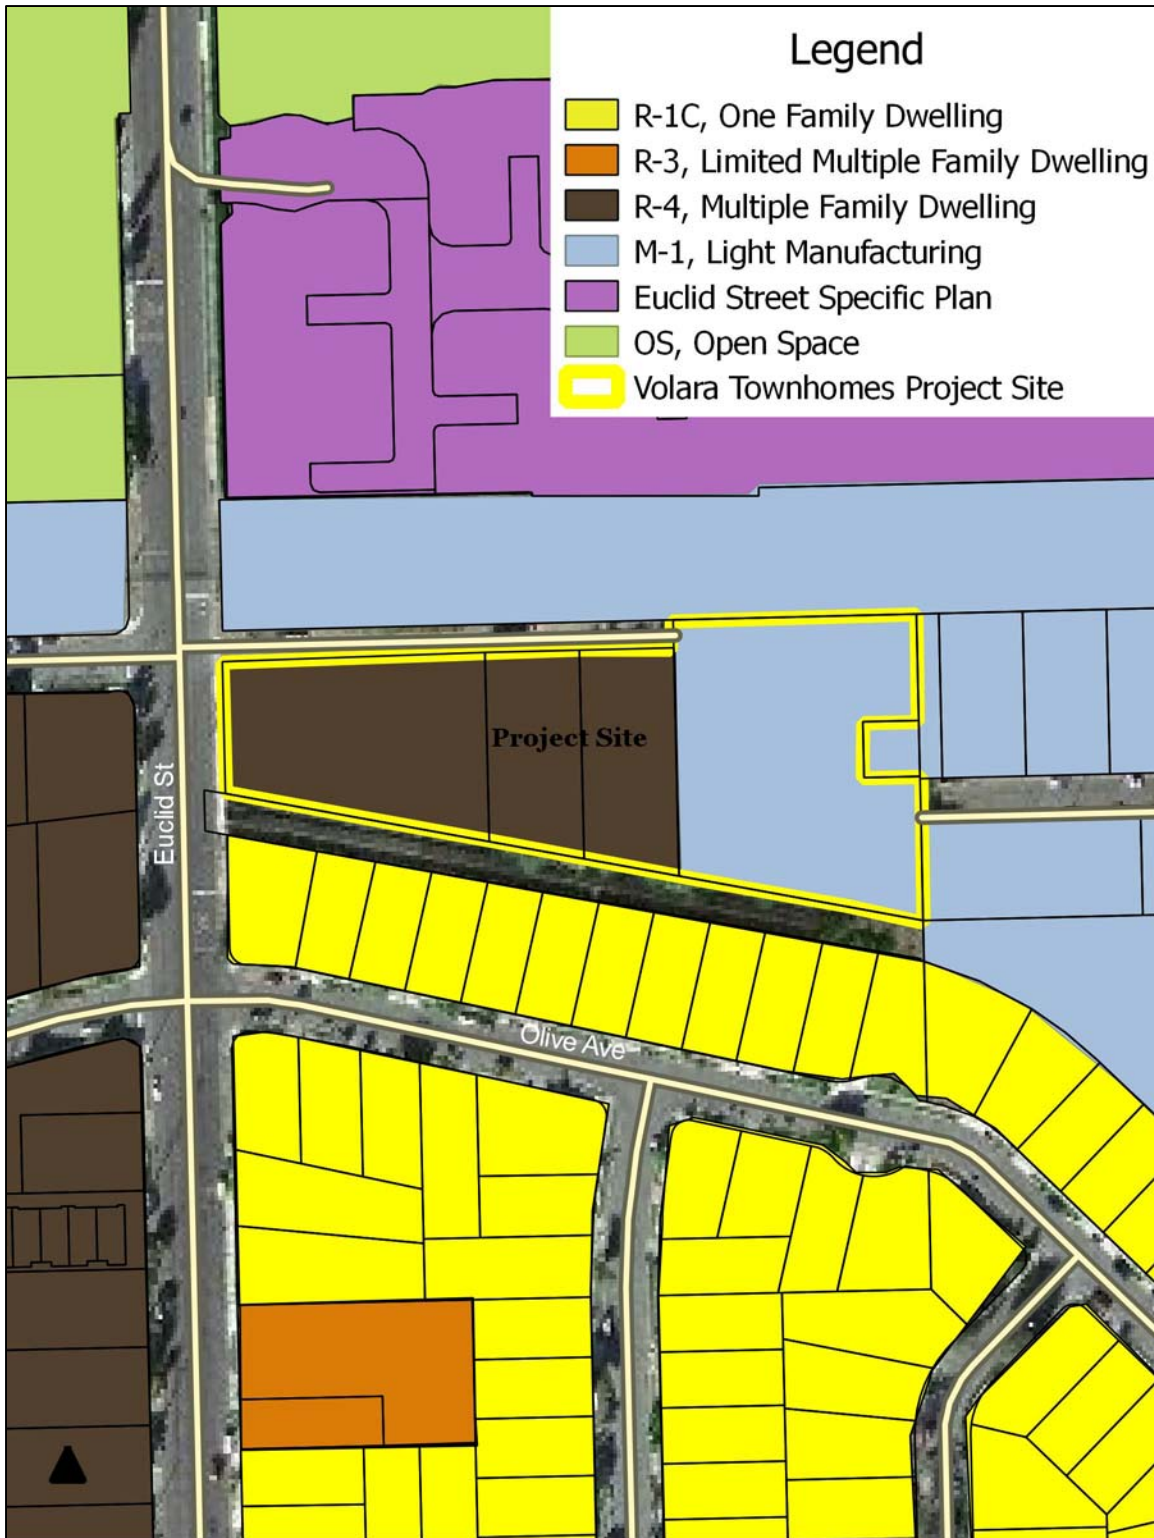 Legend
R-1C, One Family Dwelling
R-3, Limited Multiple Family Dwelling
R-4, Multiple Family Dwelling
M-1, Light Manufacturing
Euclid Street Specific Plan
OS, Open Space
Volara Townhomes Project Site
Project Site
Euclid St
Olive Ave